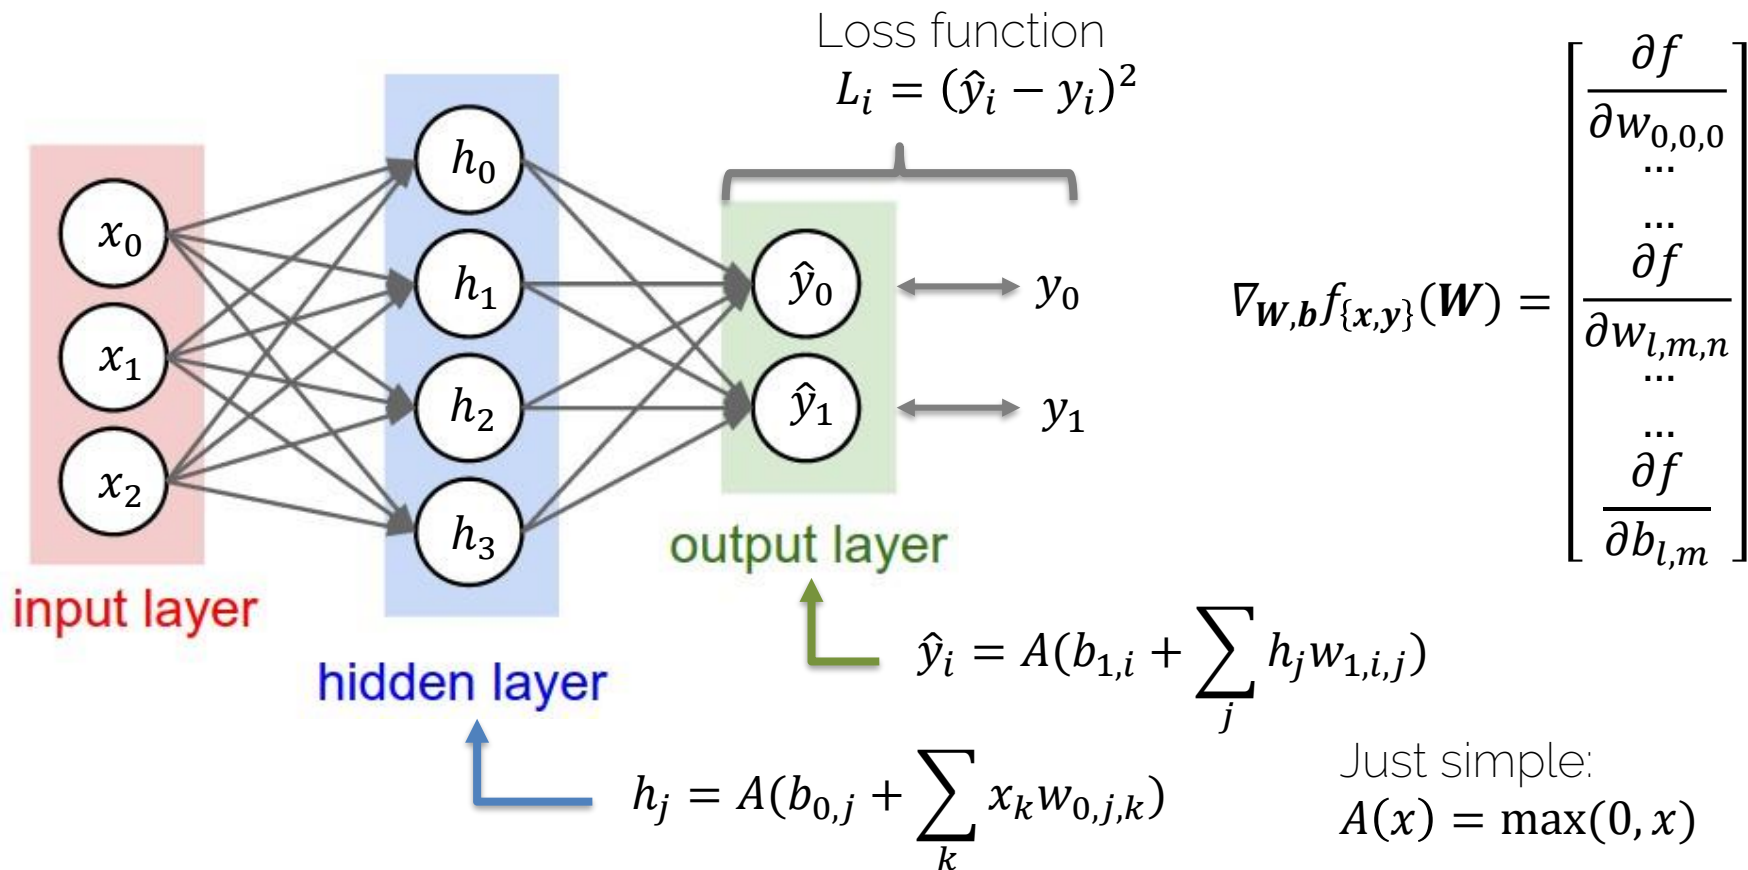 Loss function
L_i = (ŷ_i − y_i)^2
x_0
x_1
x_2
input layer
h_0
h_1
h_2
h_3
hidden layer
ŷ_0
ŷ_1
output layer
y_0
y_1
∇_{W,b} f_{{x,y}}(W) = [ ∂f/∂w_{0,0,0}
...
...
∂f/∂w_{l,m,n}
...
...
∂f/∂b_{l,m} ]
ŷ_i = A(b_{1,i} + ∑_j h_j w_{1,i,j})
h_j = A(b_{0,j} + ∑_k x_k w_{0,j,k})
Just simple:
A(x) = max(0, x)